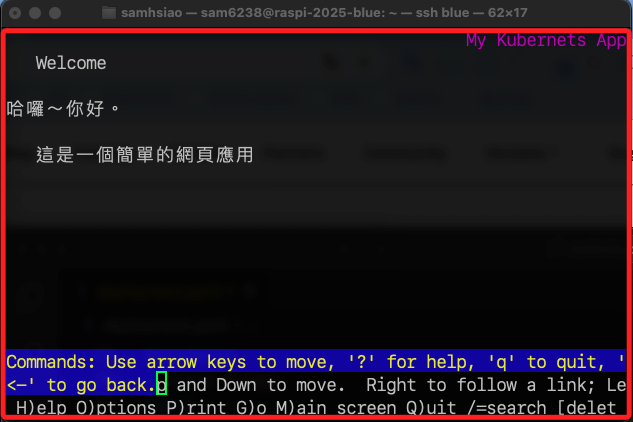 samhsiao — sam6238@raspi-2025-blue: ~ — ssh blue — 62×17
My Kubernets App
Welcome
哈囉～你好。
這是一個簡單的網頁應用
Commands: Use arrow keys to move, '?' for help, 'q' to quit, '
<-' to go back.p and Down to move.  Right to follow a link; Le
H)elp O)ptions P)rint G)o M)ain screen Q)uit /=search [delet